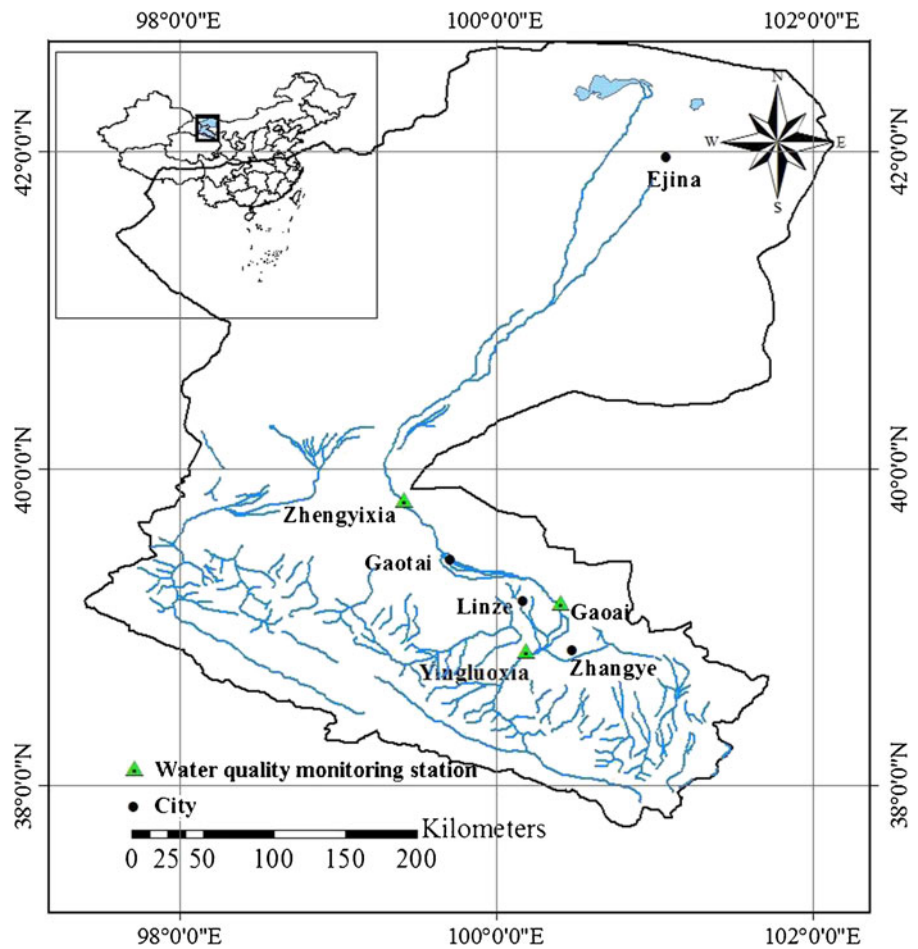 98°0'0"E
100°0'0"E
102°0'0"E
42°0'0"N
42°0'0"N
N
W
E
S
Ejina
40°0'0"N
40°0'0"N
Zhengyixia
Gaotai
Linze
Gaoai
Yingluoxia
Zhangye
38°0'0"N
38°0'0"N
Water quality monitoring station
City
Kilometers
0 25 50 100 150 200
98°0'0"E
100°0'0"E
102°0'0"E